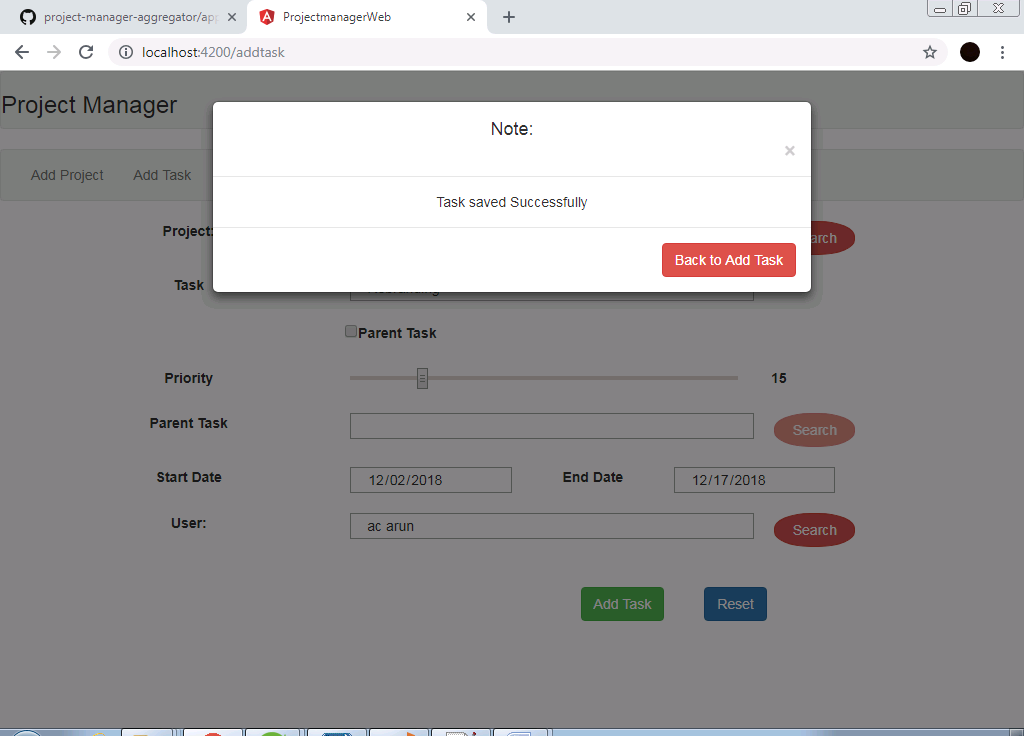 project-manager-aggregator/app
ProjectmanagerWeb
localhost:4200/addtask
Project Manager
Note:
×
Add Project Add Task
Task saved Successfully
Project:
Back to Add Task
Task
Parent Task
Priority 15
Parent Task Search
Start Date 12/02/2018 End Date 12/17/2018
User: ac arun Search
Add Task Reset